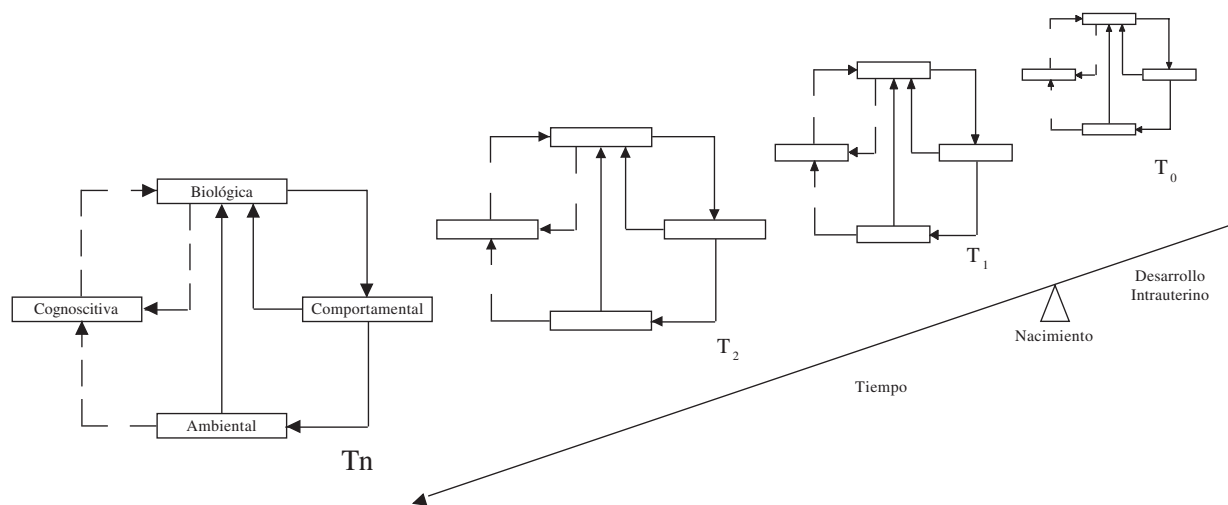 T0
T1
T2
Biológica
Cognoscitiva
Comportamental
Ambiental
Tn
Desarrollo
Intrauterino
Nacimiento
Tiempo